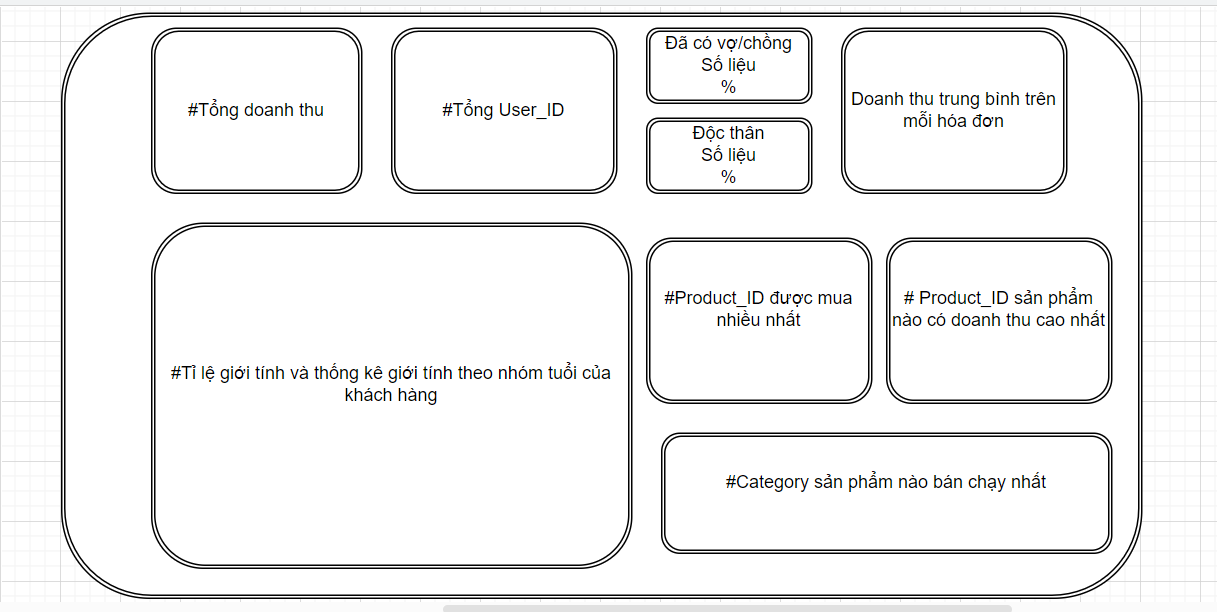 #Tổng doanh thu
#Tổng User_ID
Đã có vợ/chồng
Số liệu
%
Độc thân
Số liệu
%
Doanh thu trung bình trên
mỗi hóa đơn
#Tỉ lệ giới tính và thống kê giới tính theo nhóm tuổi của
khách hàng
#Product_ID được mua
nhiều nhất
# Product_ID sản phẩm
nào có doanh thu cao nhất
#Category sản phẩm nào bán chạy nhất